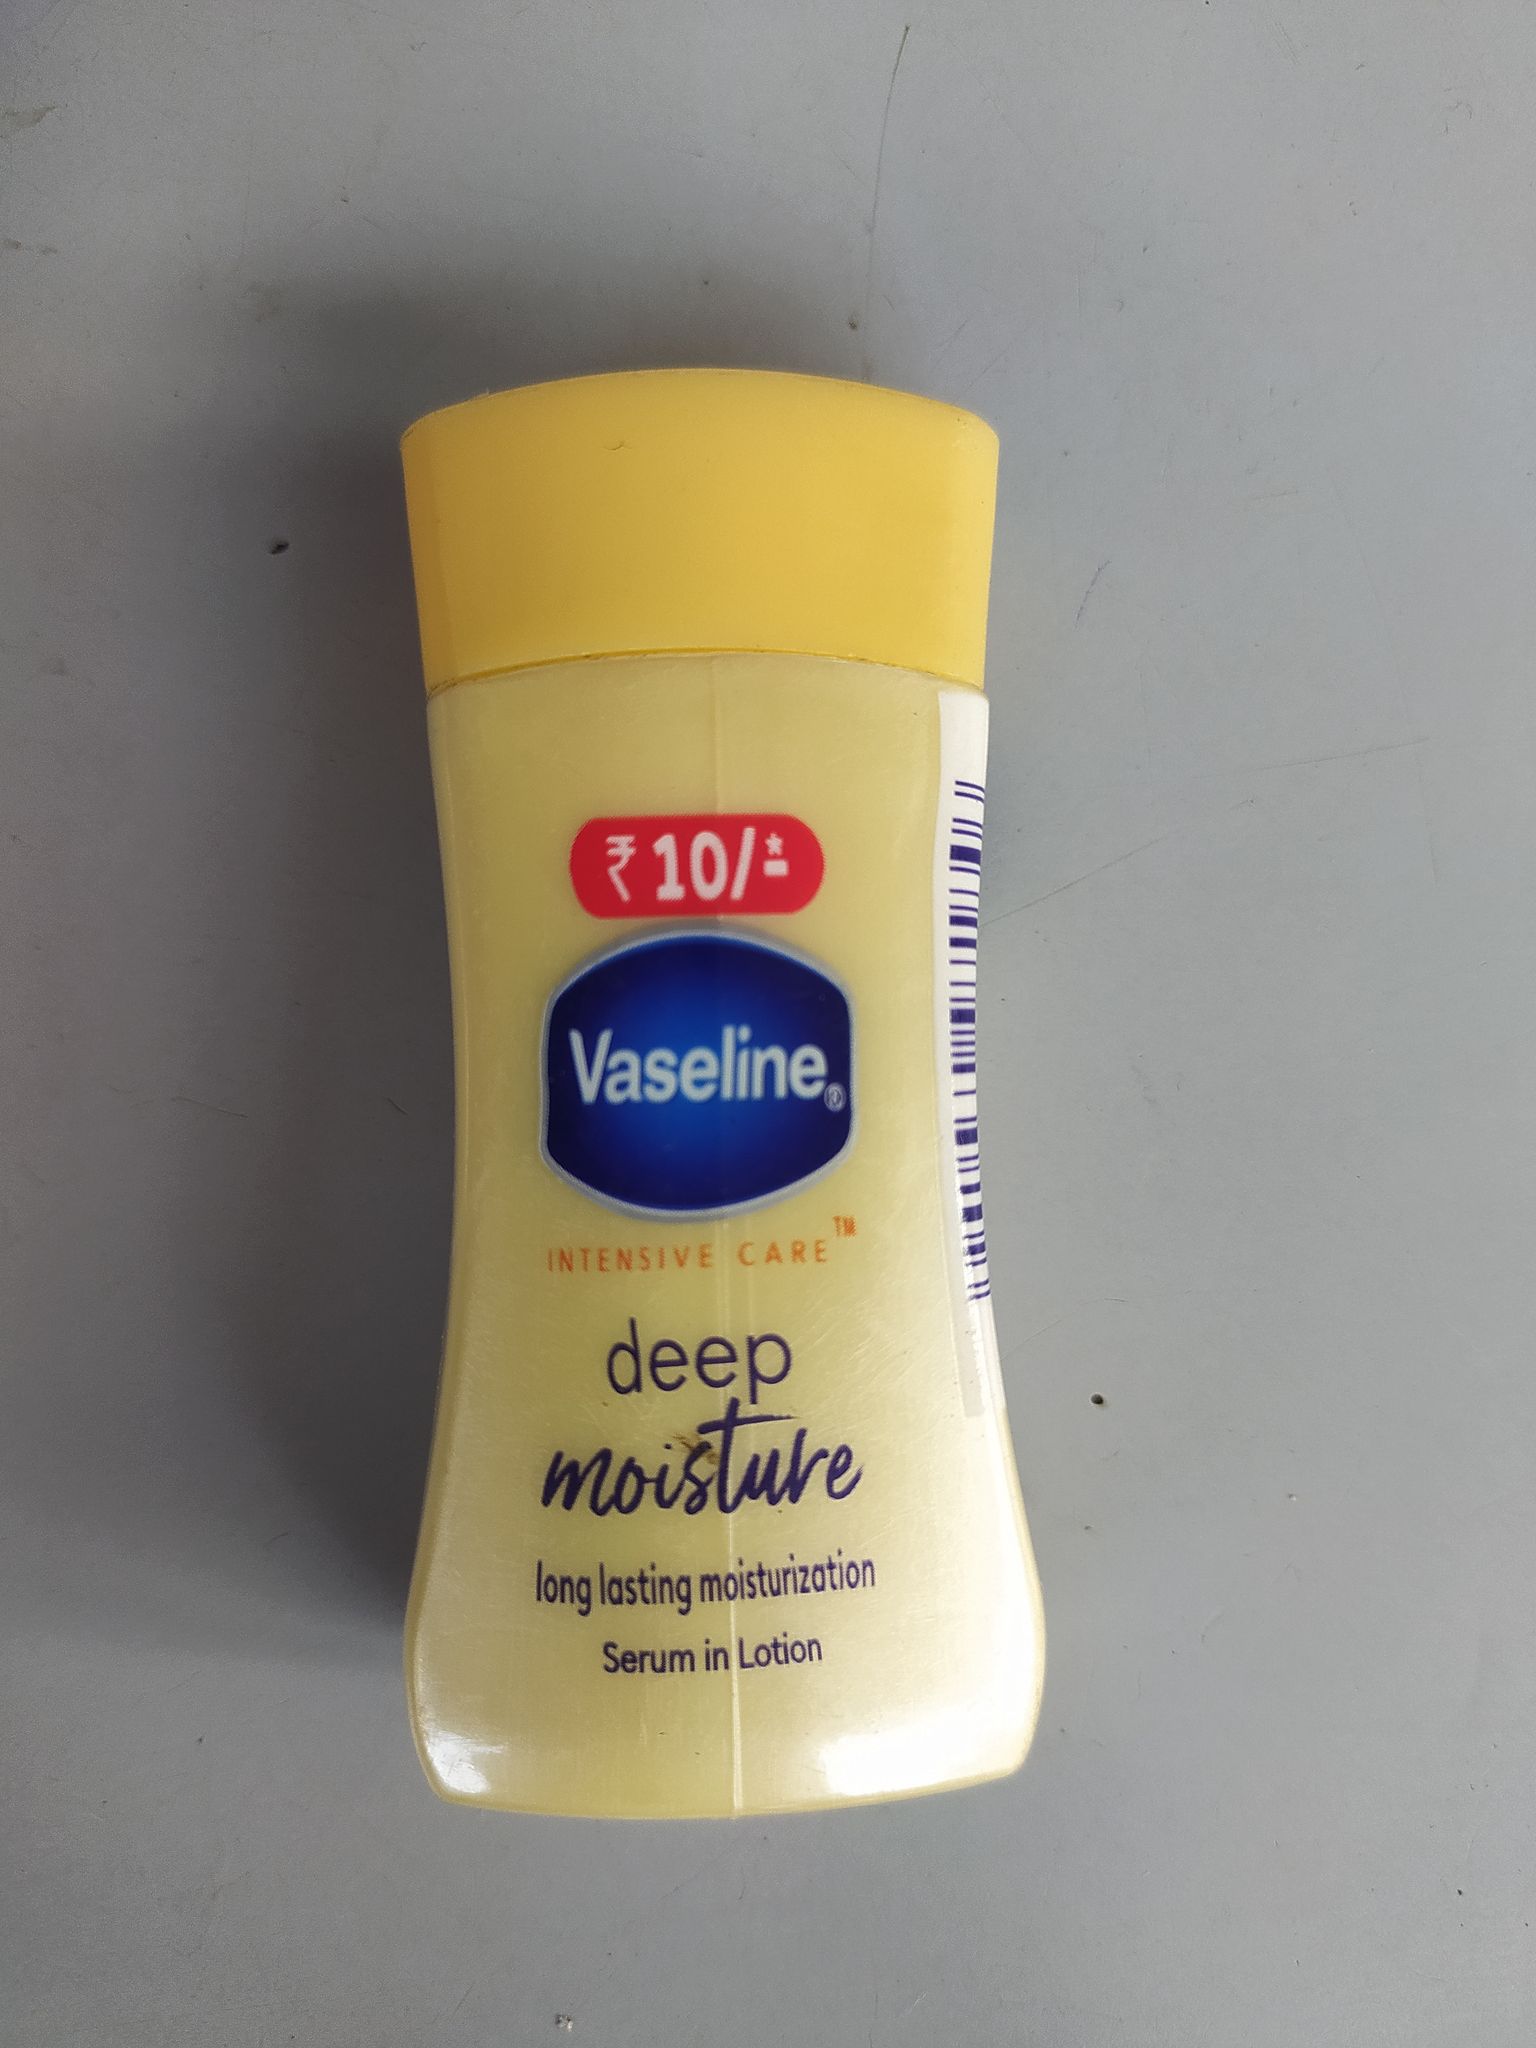 ₹ 10/-*
Vaseline®
INTENSIVE CARE™
deep
moisture
long lasting moisturization
Serum in Lotion